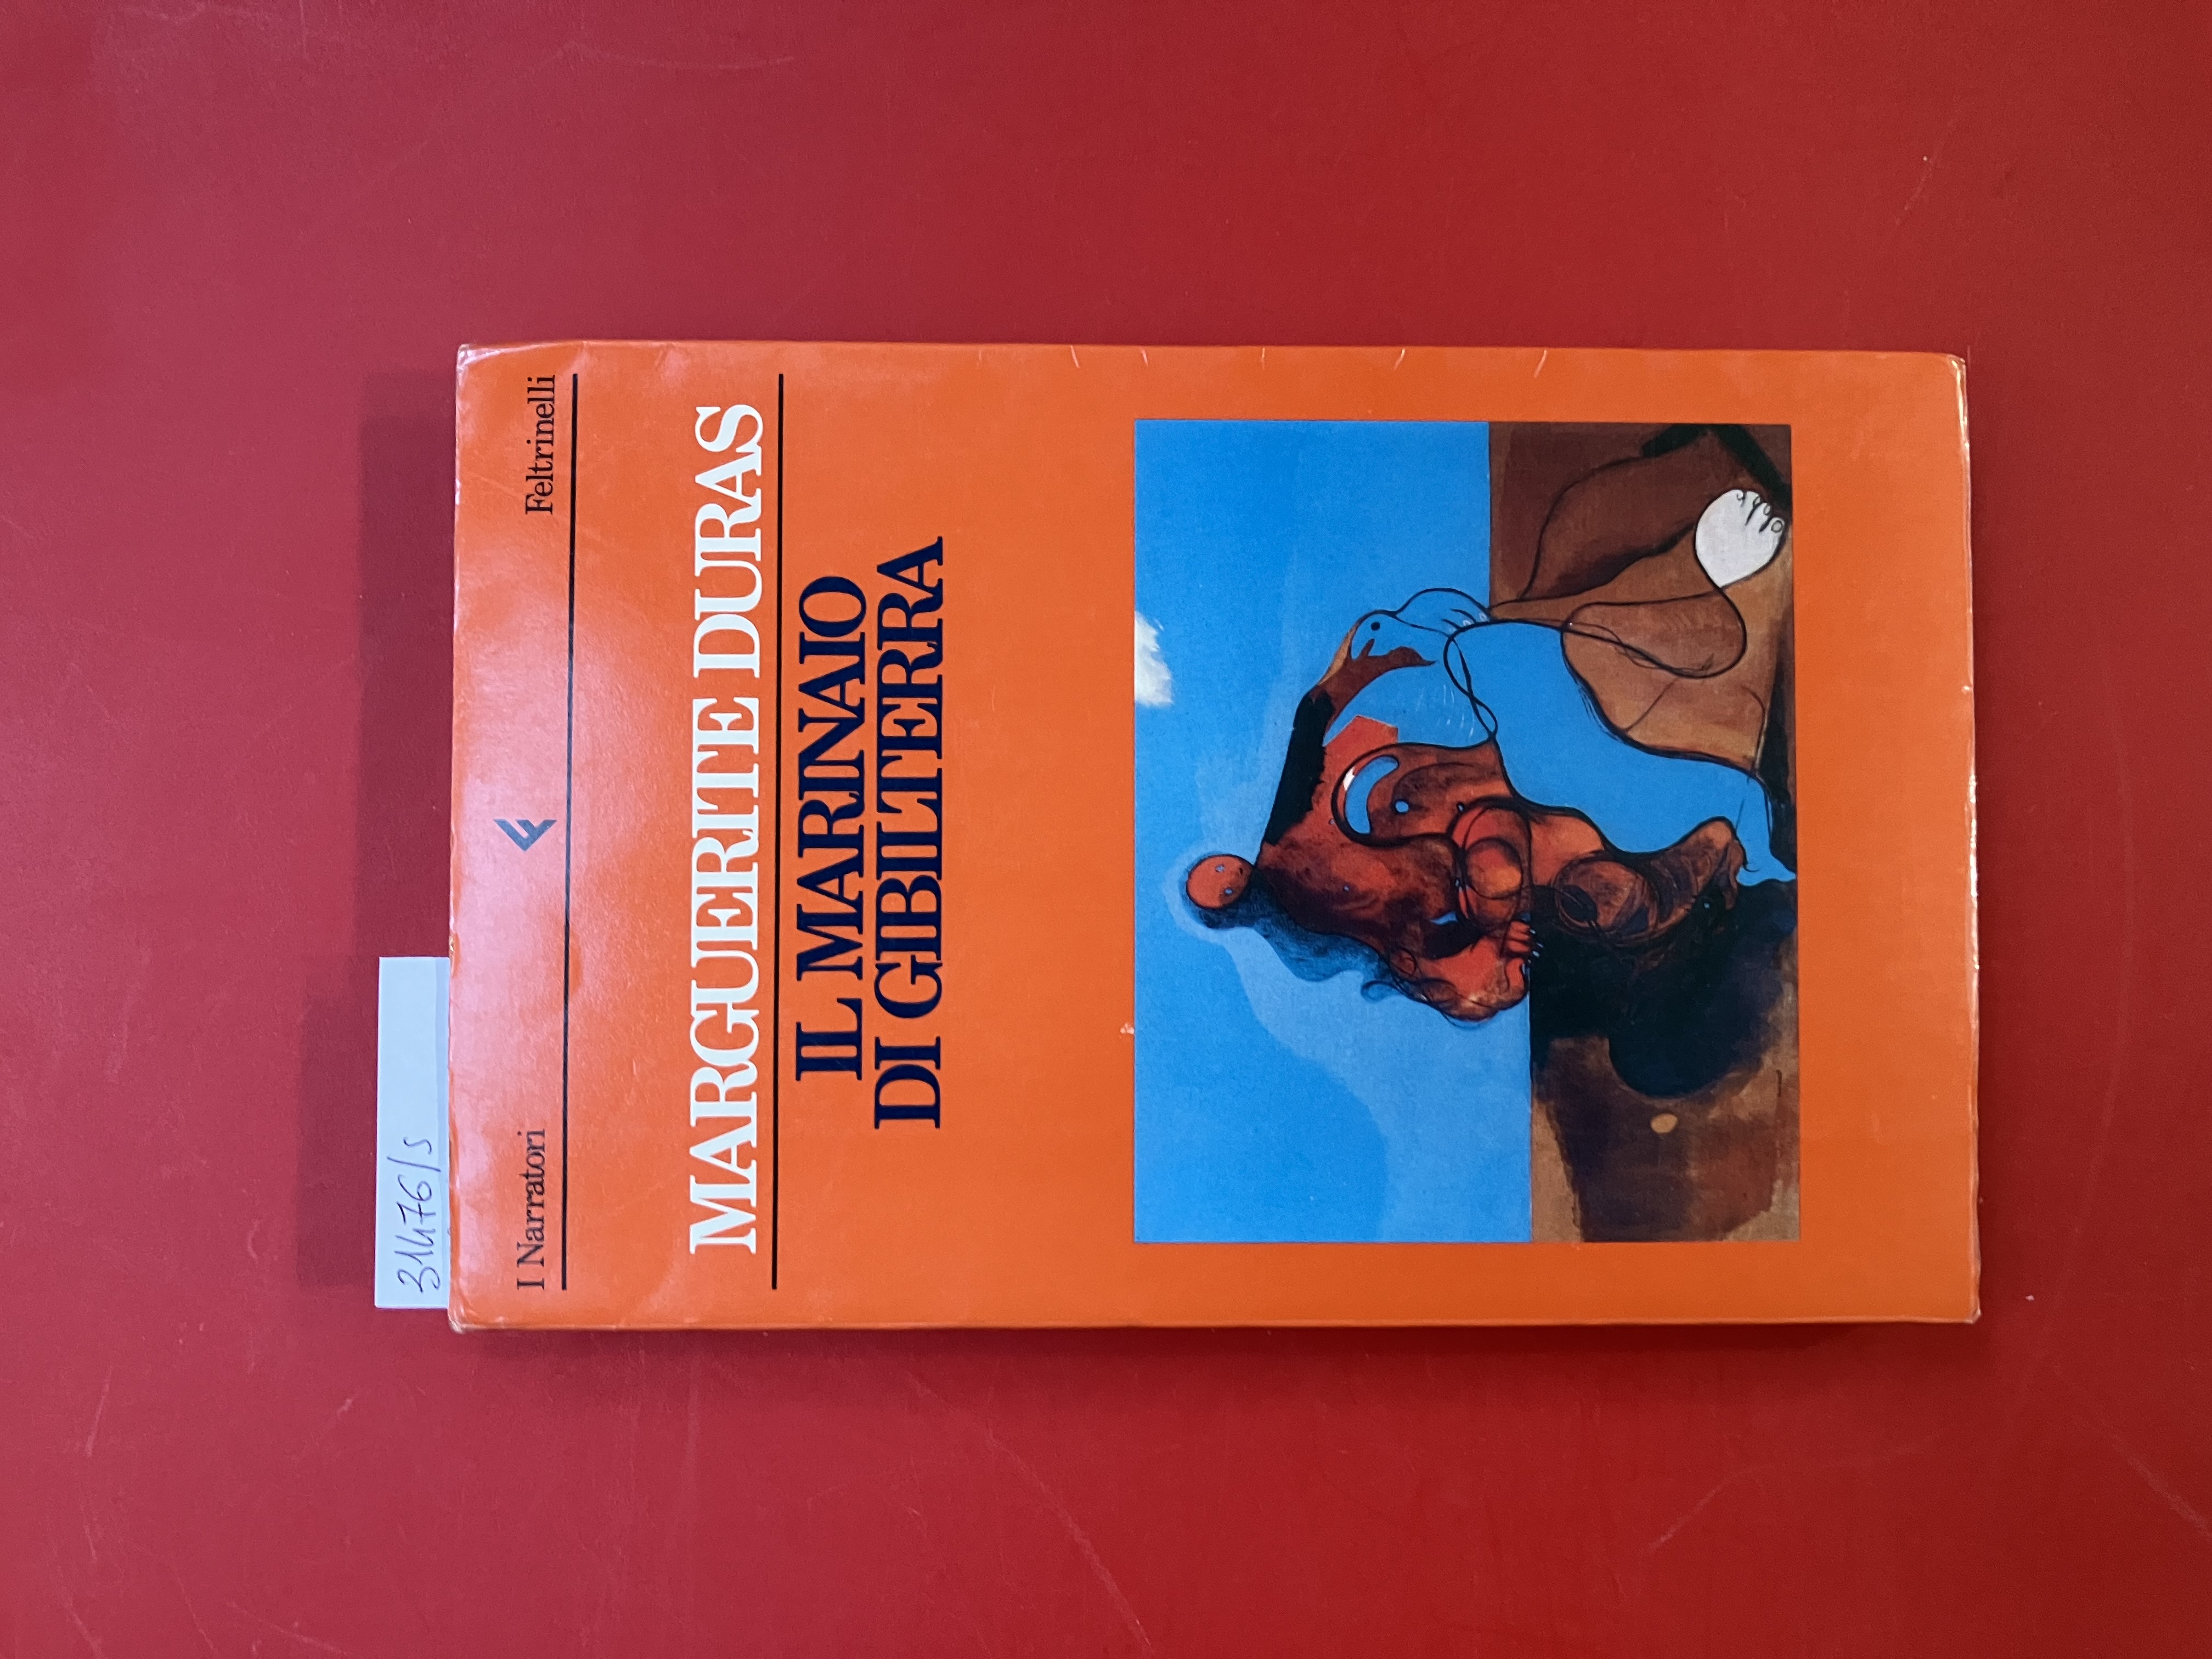 31476/s
I Narratori
Feltrinelli
MARGUERITE DURAS
IL MARINAIO
DI GIBILTERRA